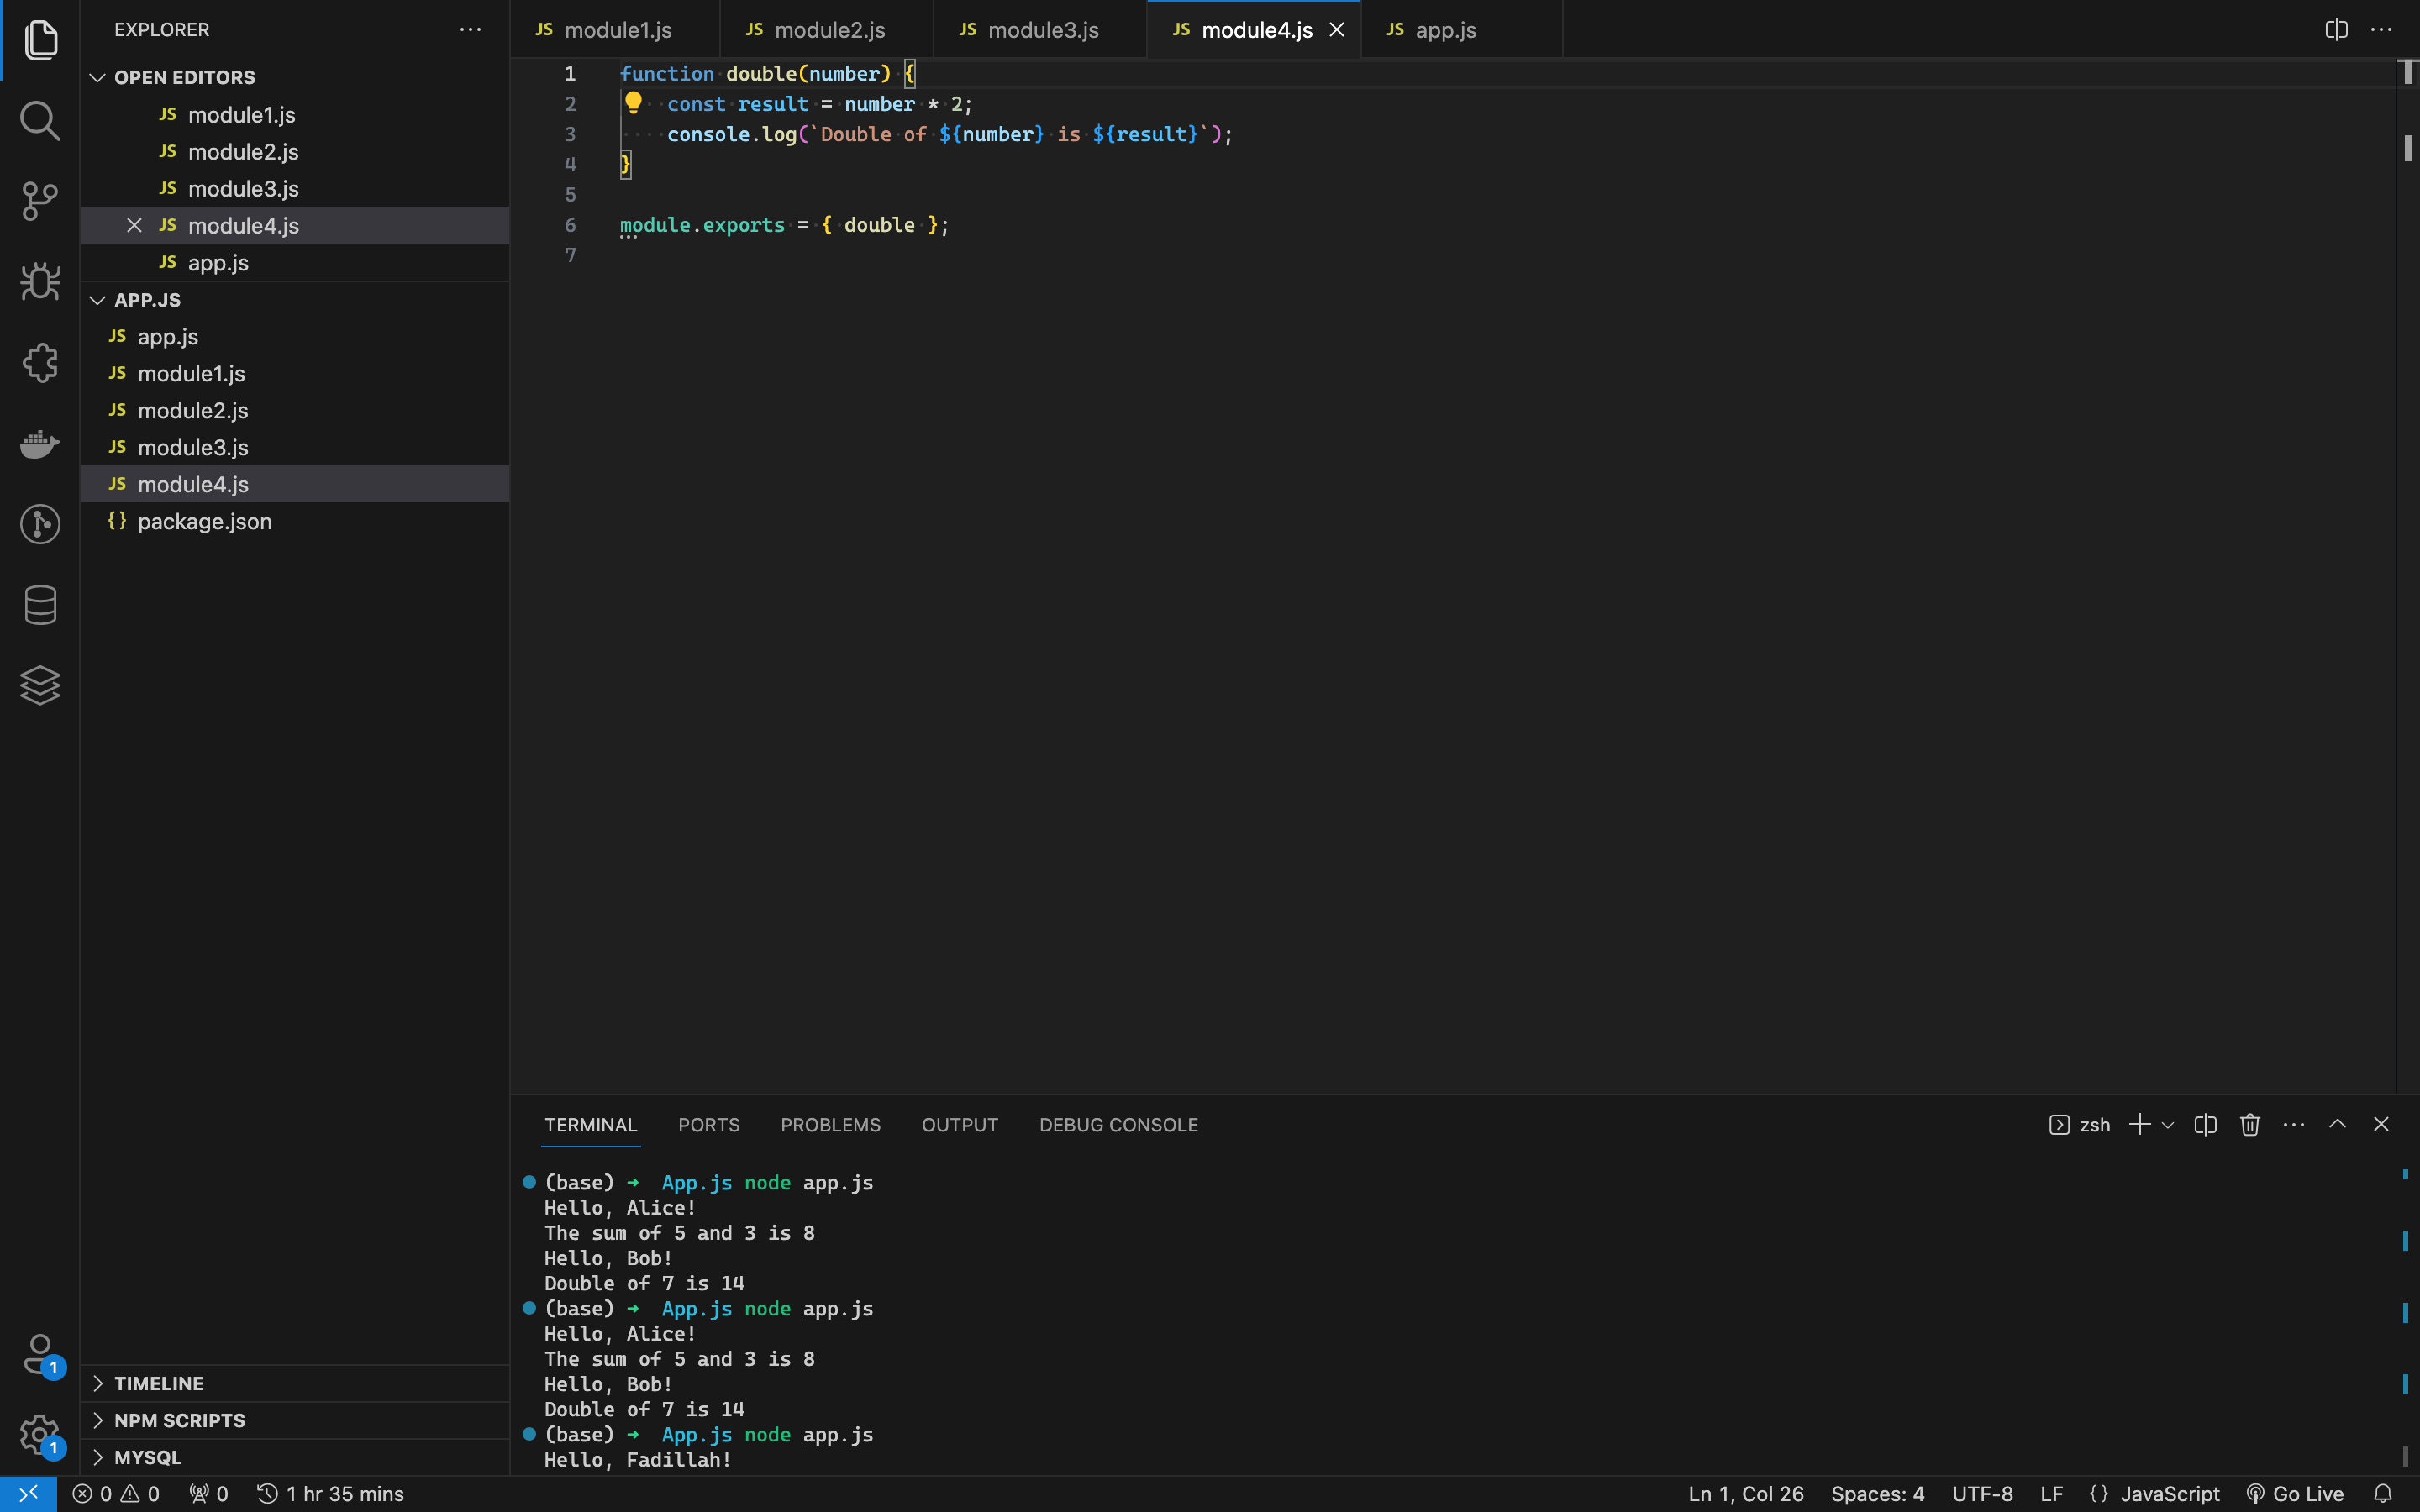 EXPLORER
OPEN EDITORS
JS module1.js
JS module2.js
JS module3.js
JS module4.js
JS app.js
APP.JS
JS app.js
JS module1.js
JS module2.js
JS module3.js
JS module4.js
{} package.json
TIMELINE
NPM SCRIPTS
MYSQL
1
1
JS module1.js JS module2.js JS module3.js JS module4.js JS app.js
1 function double(number) {
2 const result = number * 2;
3 console.log(`Double of ${number} is ${result}`);
4 }
5
6 module.exports = { double };
7
TERMINAL PORTS PROBLEMS OUTPUT DEBUG CONSOLE zsh
(base) ➜ App.js node app.js
Hello, Alice!
The sum of 5 and 3 is 8
Hello, Bob!
Double of 7 is 14
(base) ➜ App.js node app.js
Hello, Alice!
The sum of 5 and 3 is 8
Hello, Bob!
Double of 7 is 14
(base) ➜ App.js node app.js
Hello, Fadillah!
0 0 0 1 hr 35 mins Ln 1, Col 26 Spaces: 4 UTF-8 LF {} JavaScript Go Live